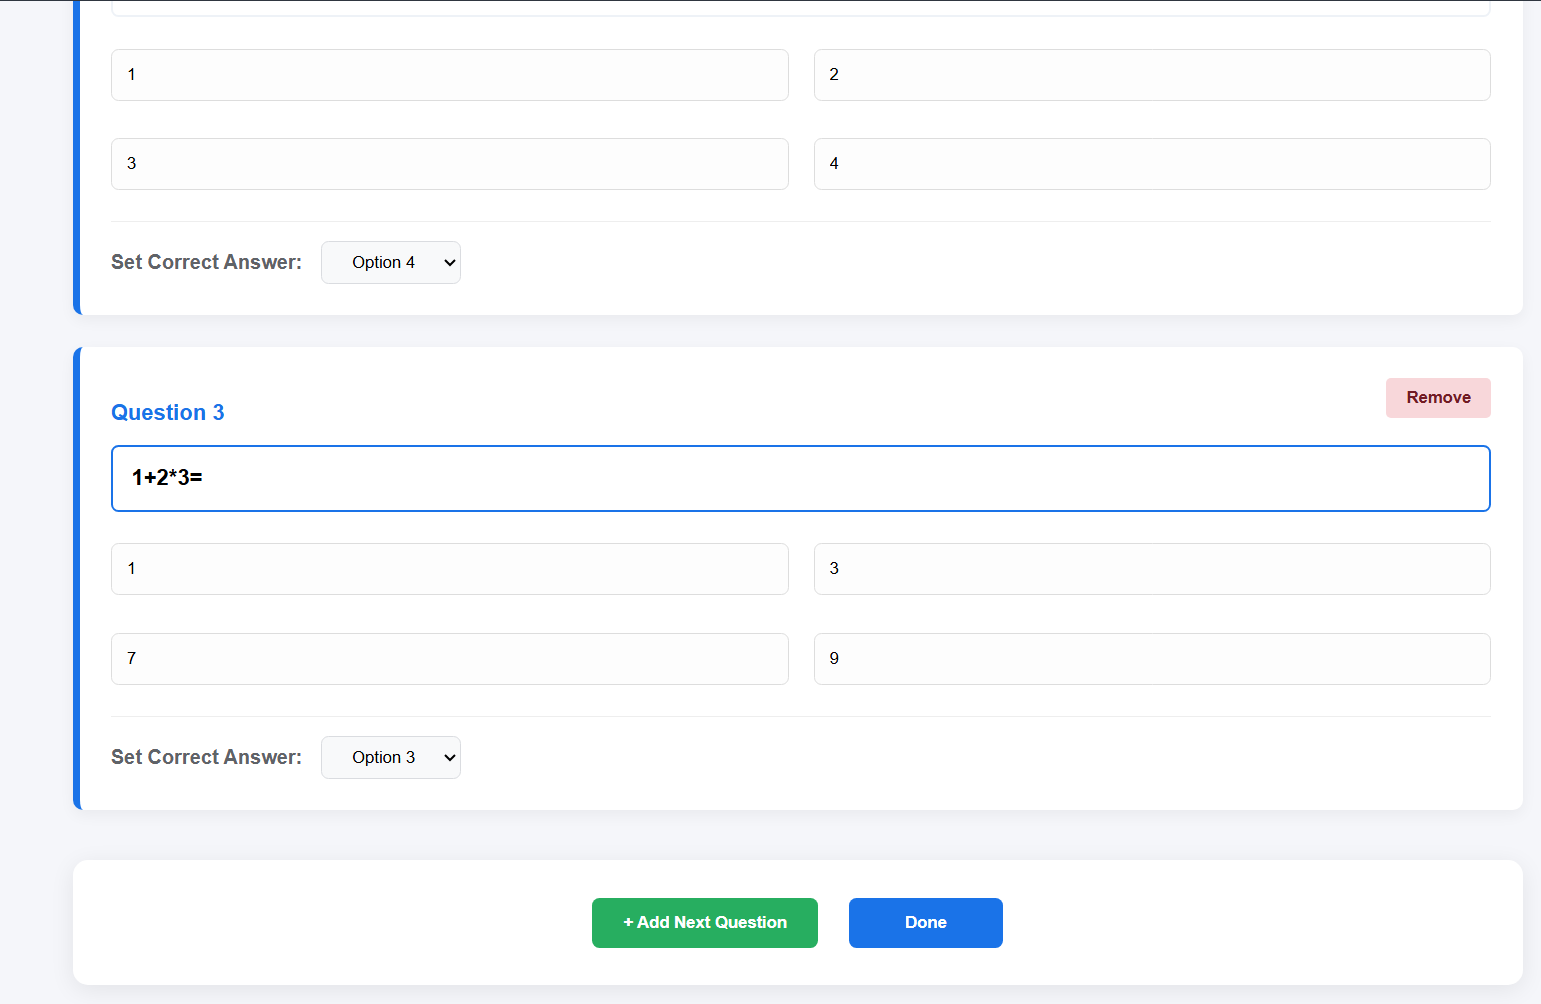 1
2
3
4
Set Correct Answer:
Option 4
Question 3
Remove
1+2*3=
1
3
7
9
Set Correct Answer:
Option 3
+ Add Next Question
Done